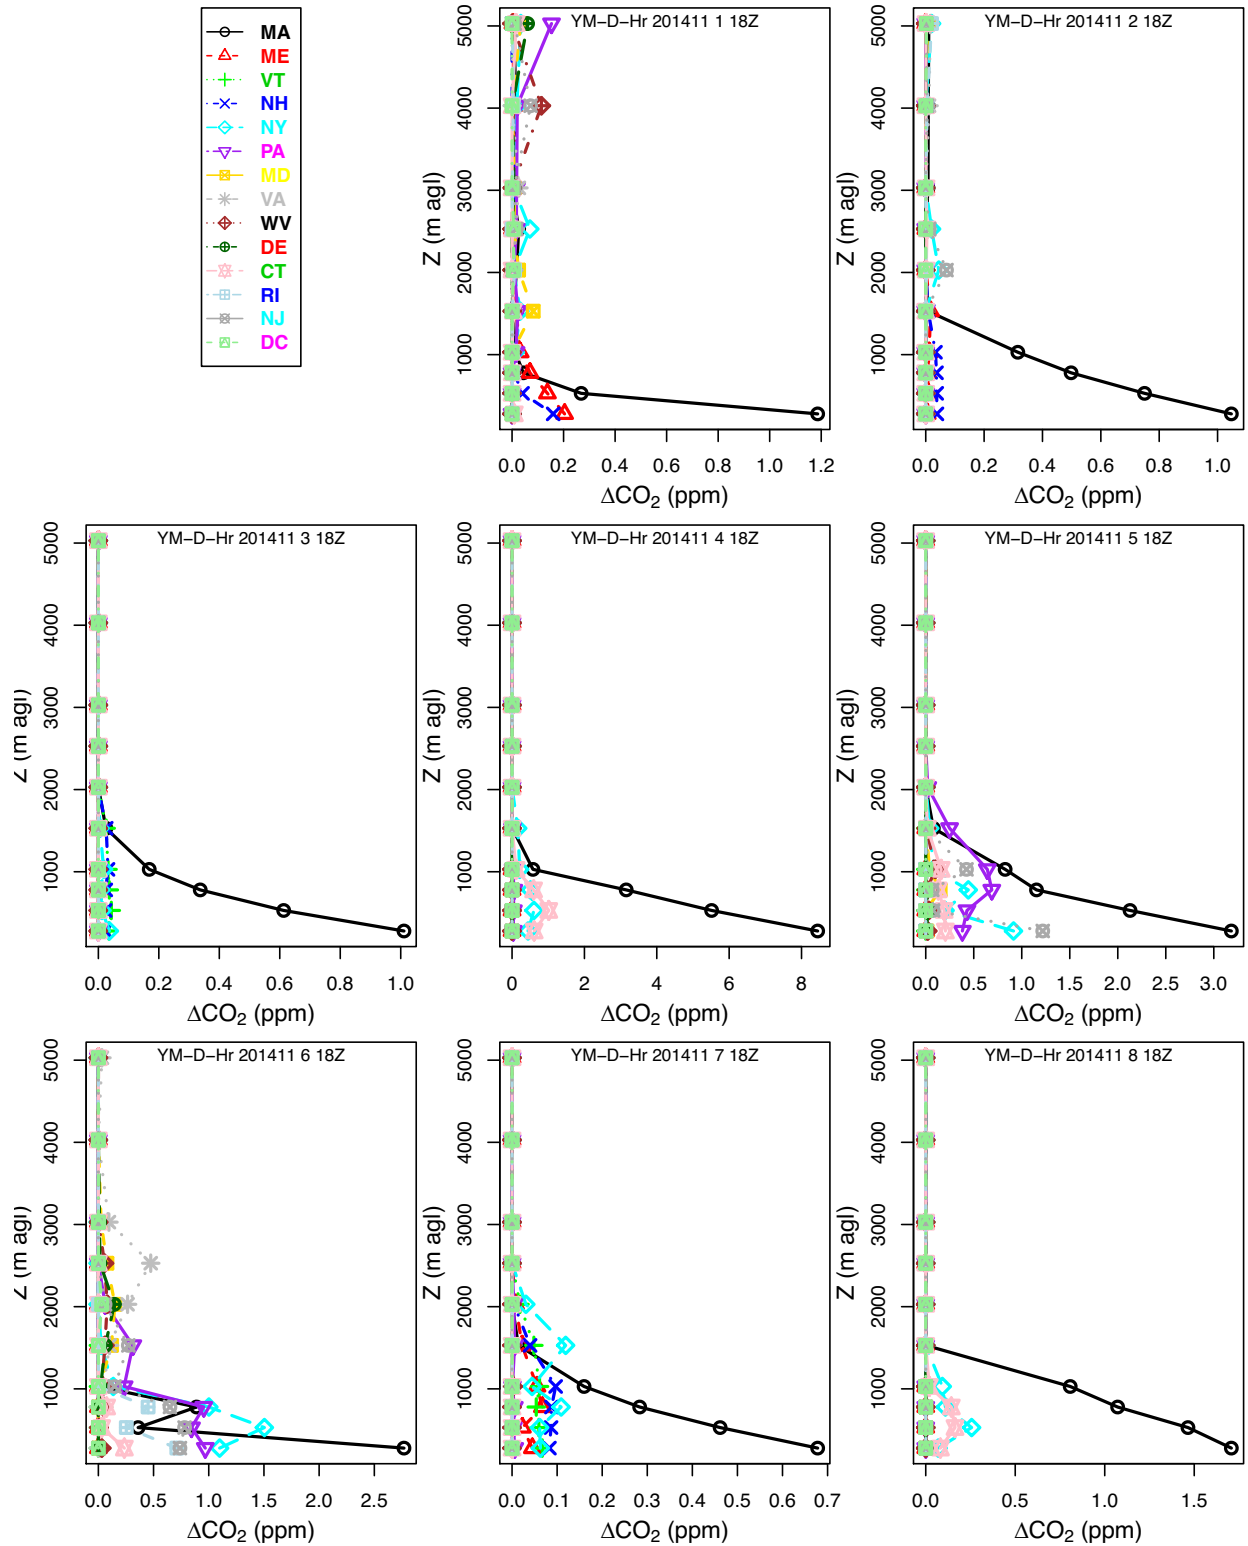 MA
ME
VT
NH
NY
PA
MD
VA
WV
DE
CT
RI
NJ
DC
YM−D−Hr 201411 1 18Z
Z (m agl)
5000
4000
3000
2000
1000
0.0 0.2 0.4 0.6 0.8 1.0 1.2
ΔCO₂ (ppm)
YM−D−Hr 201411 2 18Z
Z (m agl)
5000
4000
3000
2000
1000
0.0 0.2 0.4 0.6 0.8 1.0
ΔCO₂ (ppm)
YM−D−Hr 201411 3 18Z
Z (m agl)
5000
4000
3000
2000
1000
0.0 0.2 0.4 0.6 0.8 1.0
ΔCO₂ (ppm)
YM−D−Hr 201411 4 18Z
Z (m agl)
5000
4000
3000
2000
1000
0 2 4 6 8
ΔCO₂ (ppm)
YM−D−Hr 201411 5 18Z
Z (m agl)
5000
4000
3000
2000
1000
0.0 0.5 1.0 1.5 2.0 2.5 3.0
ΔCO₂ (ppm)
YM−D−Hr 201411 6 18Z
Z (m agl)
5000
4000
3000
2000
1000
0.0 0.5 1.0 1.5 2.0 2.5
ΔCO₂ (ppm)
YM−D−Hr 201411 7 18Z
Z (m agl)
5000
4000
3000
2000
1000
0.0 0.1 0.2 0.3 0.4 0.5 0.6 0.7
ΔCO₂ (ppm)
YM−D−Hr 201411 8 18Z
Z (m agl)
5000
4000
3000
2000
1000
0.0 0.5 1.0 1.5
ΔCO₂ (ppm)